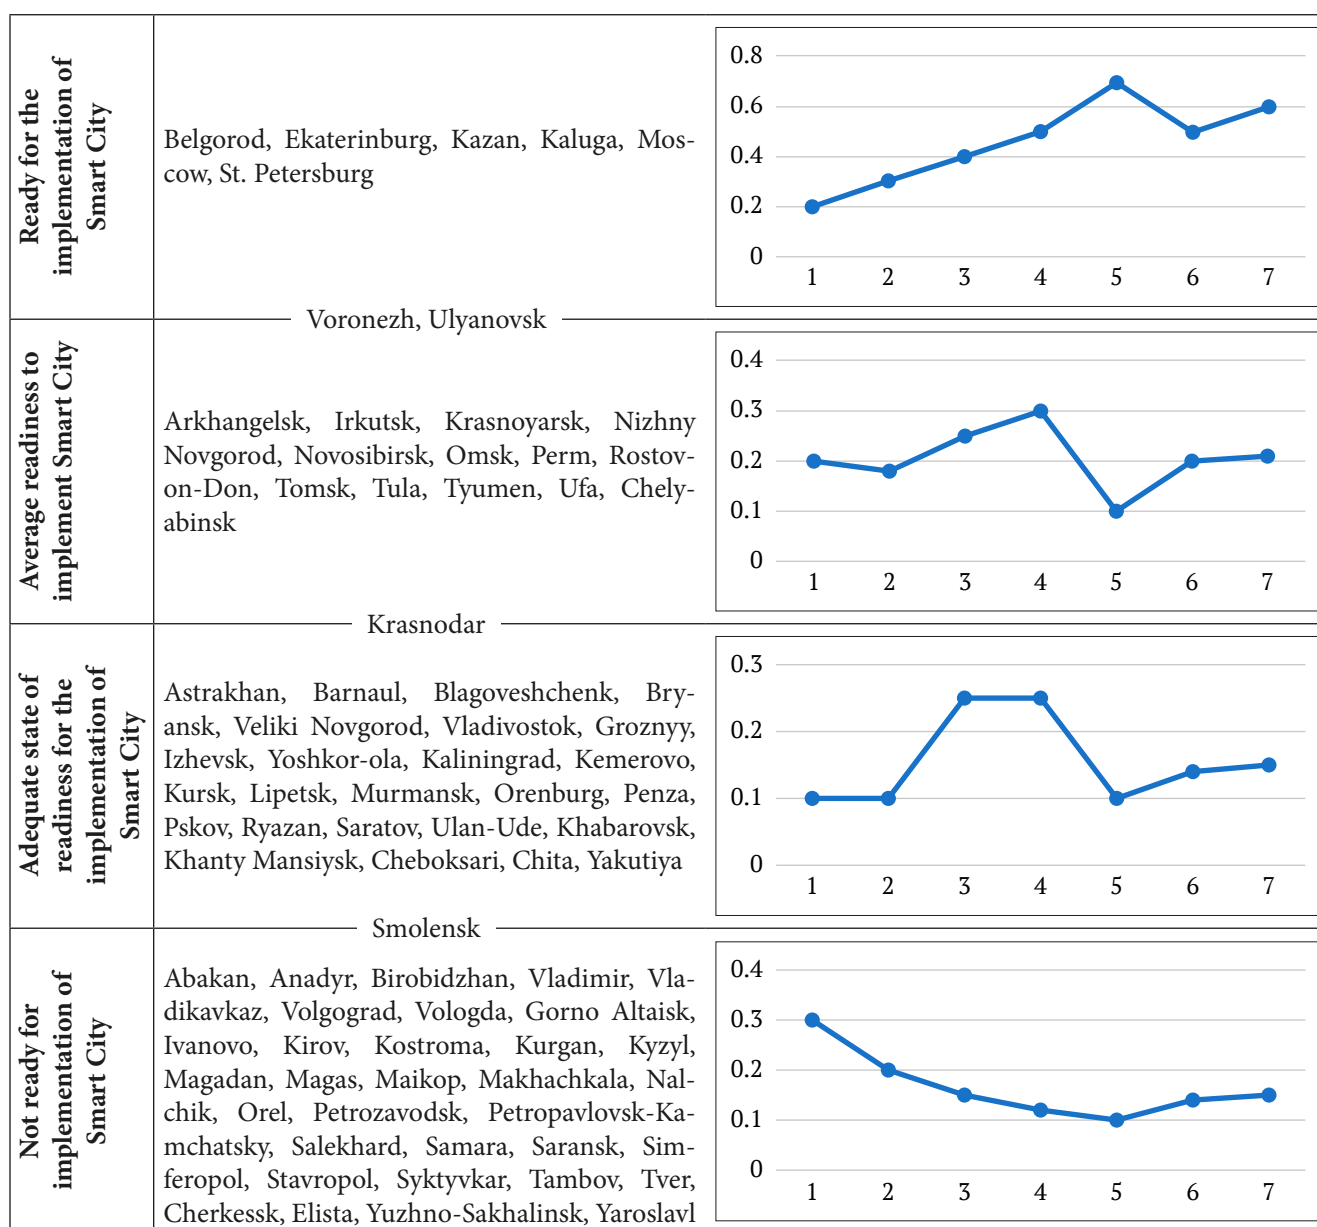 Ready for the
implementation of
Smart City
Belgorod, Ekaterinburg, Kazan, Kaluga, Mos-
cow, St. Petersburg
0.8
0.6
0.4
0.2
0
1 2 3 4 5 6 7
Voronezh, Ulyanovsk
Average readiness to
implement Smart City
Arkhangelsk, Irkutsk, Krasnoyarsk, Nizhny
Novgorod, Novosibirsk, Omsk, Perm, Rostov-
on-Don, Tomsk, Tula, Tyumen, Ufa, Chely-
abinsk
0.4
0.3
0.2
0.1
0
1 2 3 4 5 6 7
Krasnodar
Adequate state of
readiness for the
implementation of
Smart City
Astrakhan, Barnaul, Blagoveshchenk, Bry-
ansk, Veliki Novgorod, Vladivostok, Groznyy,
Izhevsk, Yoshkor-ola, Kaliningrad, Kemerovo,
Kursk, Lipetsk, Murmansk, Orenburg, Penza,
Pskov, Ryazan, Saratov, Ulan-Ude, Khabarovsk,
Khanty Mansiysk, Cheboksari, Chita, Yakutiya
0.3
0.2
0.1
0
1 2 3 4 5 6 7
Smolensk
Not ready for
implementation of
Smart City
Abakan, Anadyr, Birobidzhan, Vladimir, Vla-
dikavkaz, Volgograd, Vologda, Gorno Altaisk,
Ivanovo, Kirov, Kostroma, Kurgan, Kyzyl,
Magadan, Magas, Maikop, Makhachkala, Nal-
chik, Orel, Petrozavodsk, Petropavlovsk-Ka-
mchatsky, Salekhard, Samara, Saransk, Sim-
feropol, Stavropol, Syktyvkar, Tambov, Tver,
Cherkessk, Elista, Yuzhno-Sakhalinsk, Yaroslavl
0.4
0.3
0.2
0.1
0
1 2 3 4 5 6 7